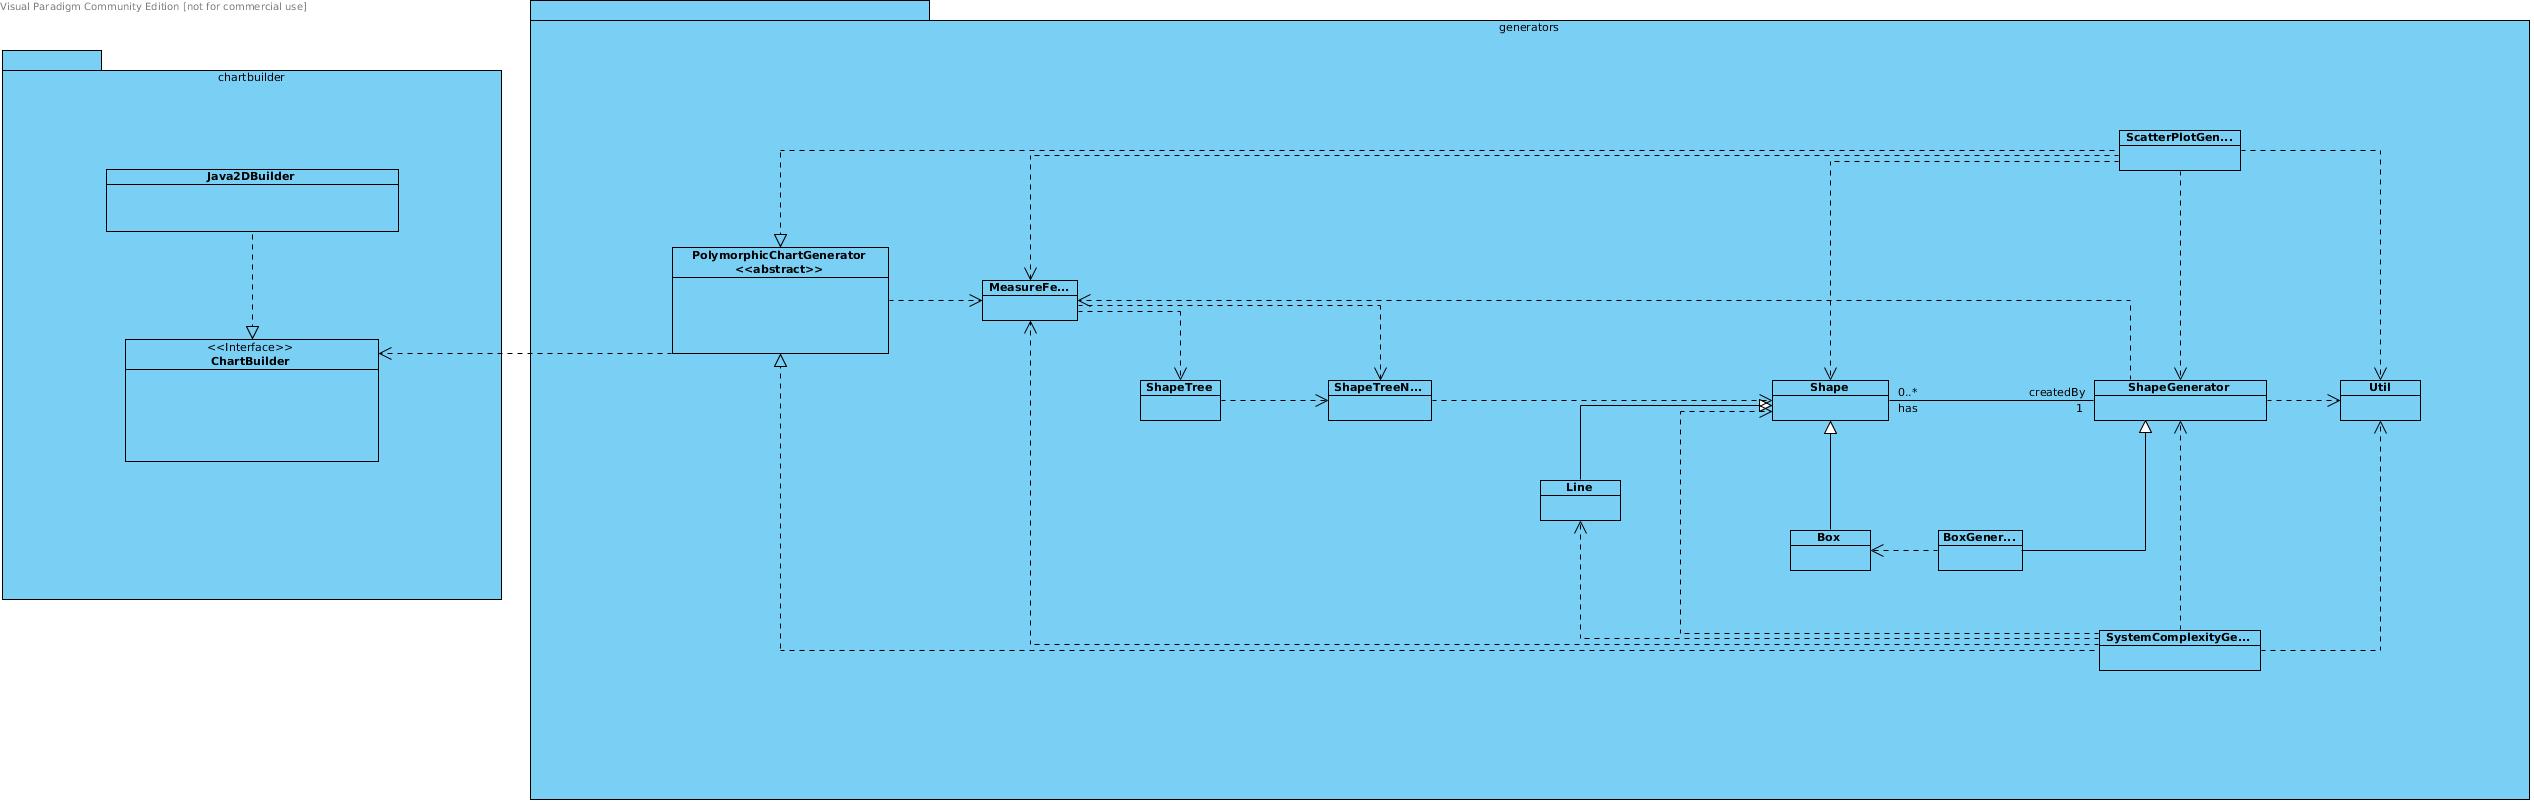 Visual Paradigm Community Edition [not for commercial use]
generators
chartbuilder
ScatterPlotGen...
Java2DBuilder
PolymorphicChartGenerator
<<abstract>>
MeasureFe...
<<Interface>>
ChartBuilder
ShapeTree
ShapeTreeN...
Shape
0..*
has
createdBy
1
ShapeGenerator
Util
Line
Box
BoxGener...
SystemComplexityGe...